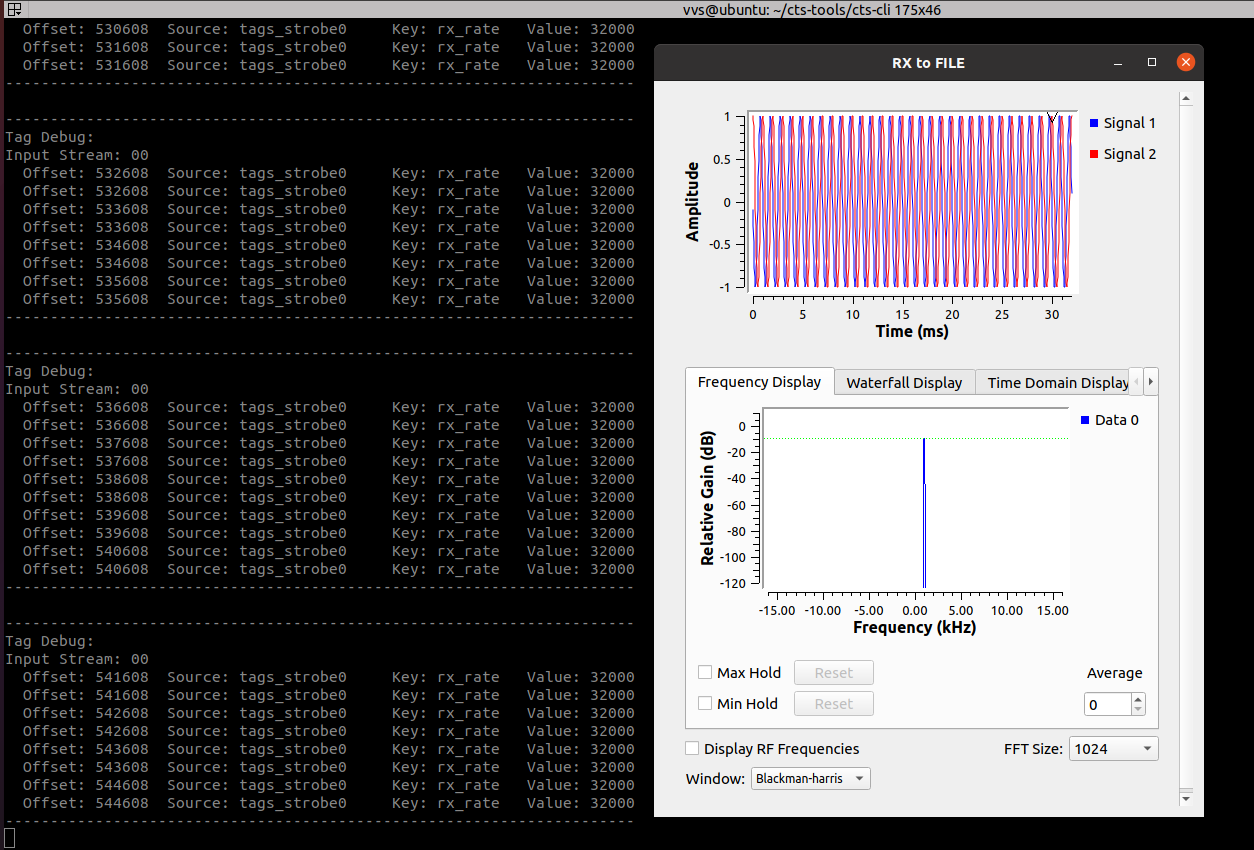 vvs@ubuntu: ~/cts-tools/cts-cli 175x46
Offset: 530608  Source: tags_strobe0     Key: rx_rate   Value: 32000
Offset: 531608  Source: tags_strobe0     Key: rx_rate   Value: 32000
Offset: 531608  Source: tags_strobe0     Key: rx_rate   Value: 32000
----------------------------------------------------------------------
----------------------------------------------------------------------
Tag Debug:
Input Stream: 00
Offset: 532608  Source: tags_strobe0     Key: rx_rate   Value: 32000
Offset: 532608  Source: tags_strobe0     Key: rx_rate   Value: 32000
Offset: 533608  Source: tags_strobe0     Key: rx_rate   Value: 32000
Offset: 533608  Source: tags_strobe0     Key: rx_rate   Value: 32000
Offset: 534608  Source: tags_strobe0     Key: rx_rate   Value: 32000
Offset: 534608  Source: tags_strobe0     Key: rx_rate   Value: 32000
Offset: 535608  Source: tags_strobe0     Key: rx_rate   Value: 32000
Offset: 535608  Source: tags_strobe0     Key: rx_rate   Value: 32000
----------------------------------------------------------------------
----------------------------------------------------------------------
Tag Debug:
Input Stream: 00
Offset: 536608  Source: tags_strobe0     Key: rx_rate   Value: 32000
Offset: 536608  Source: tags_strobe0     Key: rx_rate   Value: 32000
Offset: 537608  Source: tags_strobe0     Key: rx_rate   Value: 32000
Offset: 537608  Source: tags_strobe0     Key: rx_rate   Value: 32000
Offset: 538608  Source: tags_strobe0     Key: rx_rate   Value: 32000
Offset: 538608  Source: tags_strobe0     Key: rx_rate   Value: 32000
Offset: 539608  Source: tags_strobe0     Key: rx_rate   Value: 32000
Offset: 539608  Source: tags_strobe0     Key: rx_rate   Value: 32000
Offset: 540608  Source: tags_strobe0     Key: rx_rate   Value: 32000
Offset: 540608  Source: tags_strobe0     Key: rx_rate   Value: 32000
----------------------------------------------------------------------
----------------------------------------------------------------------
Tag Debug:
Input Stream: 00
Offset: 541608  Source: tags_strobe0     Key: rx_rate   Value: 32000
Offset: 541608  Source: tags_strobe0     Key: rx_rate   Value: 32000
Offset: 542608  Source: tags_strobe0     Key: rx_rate   Value: 32000
Offset: 542608  Source: tags_strobe0     Key: rx_rate   Value: 32000
Offset: 543608  Source: tags_strobe0     Key: rx_rate   Value: 32000
Offset: 543608  Source: tags_strobe0     Key: rx_rate   Value: 32000
Offset: 544608  Source: tags_strobe0     Key: rx_rate   Value: 32000
Offset: 544608  Source: tags_strobe0     Key: rx_rate   Value: 32000
----------------------------------------------------------------------
RX to FILE
Amplitude
1
0.5
0
-0.5
-1
0 5 10 15 20 25 30
Time (ms)
Signal 1
Signal 2
Frequency Display Waterfall Display Time Domain Display
Relative Gain (dB)
0
-20
-40
-60
-80
-100
-120
-15.00 -10.00 -5.00 0.00 5.00 10.00 15.00
Frequency (kHz)
Data 0
Max Hold Reset Average
Min Hold Reset 0
Display RF Frequencies FFT Size: 1024
Window: Blackman-harris